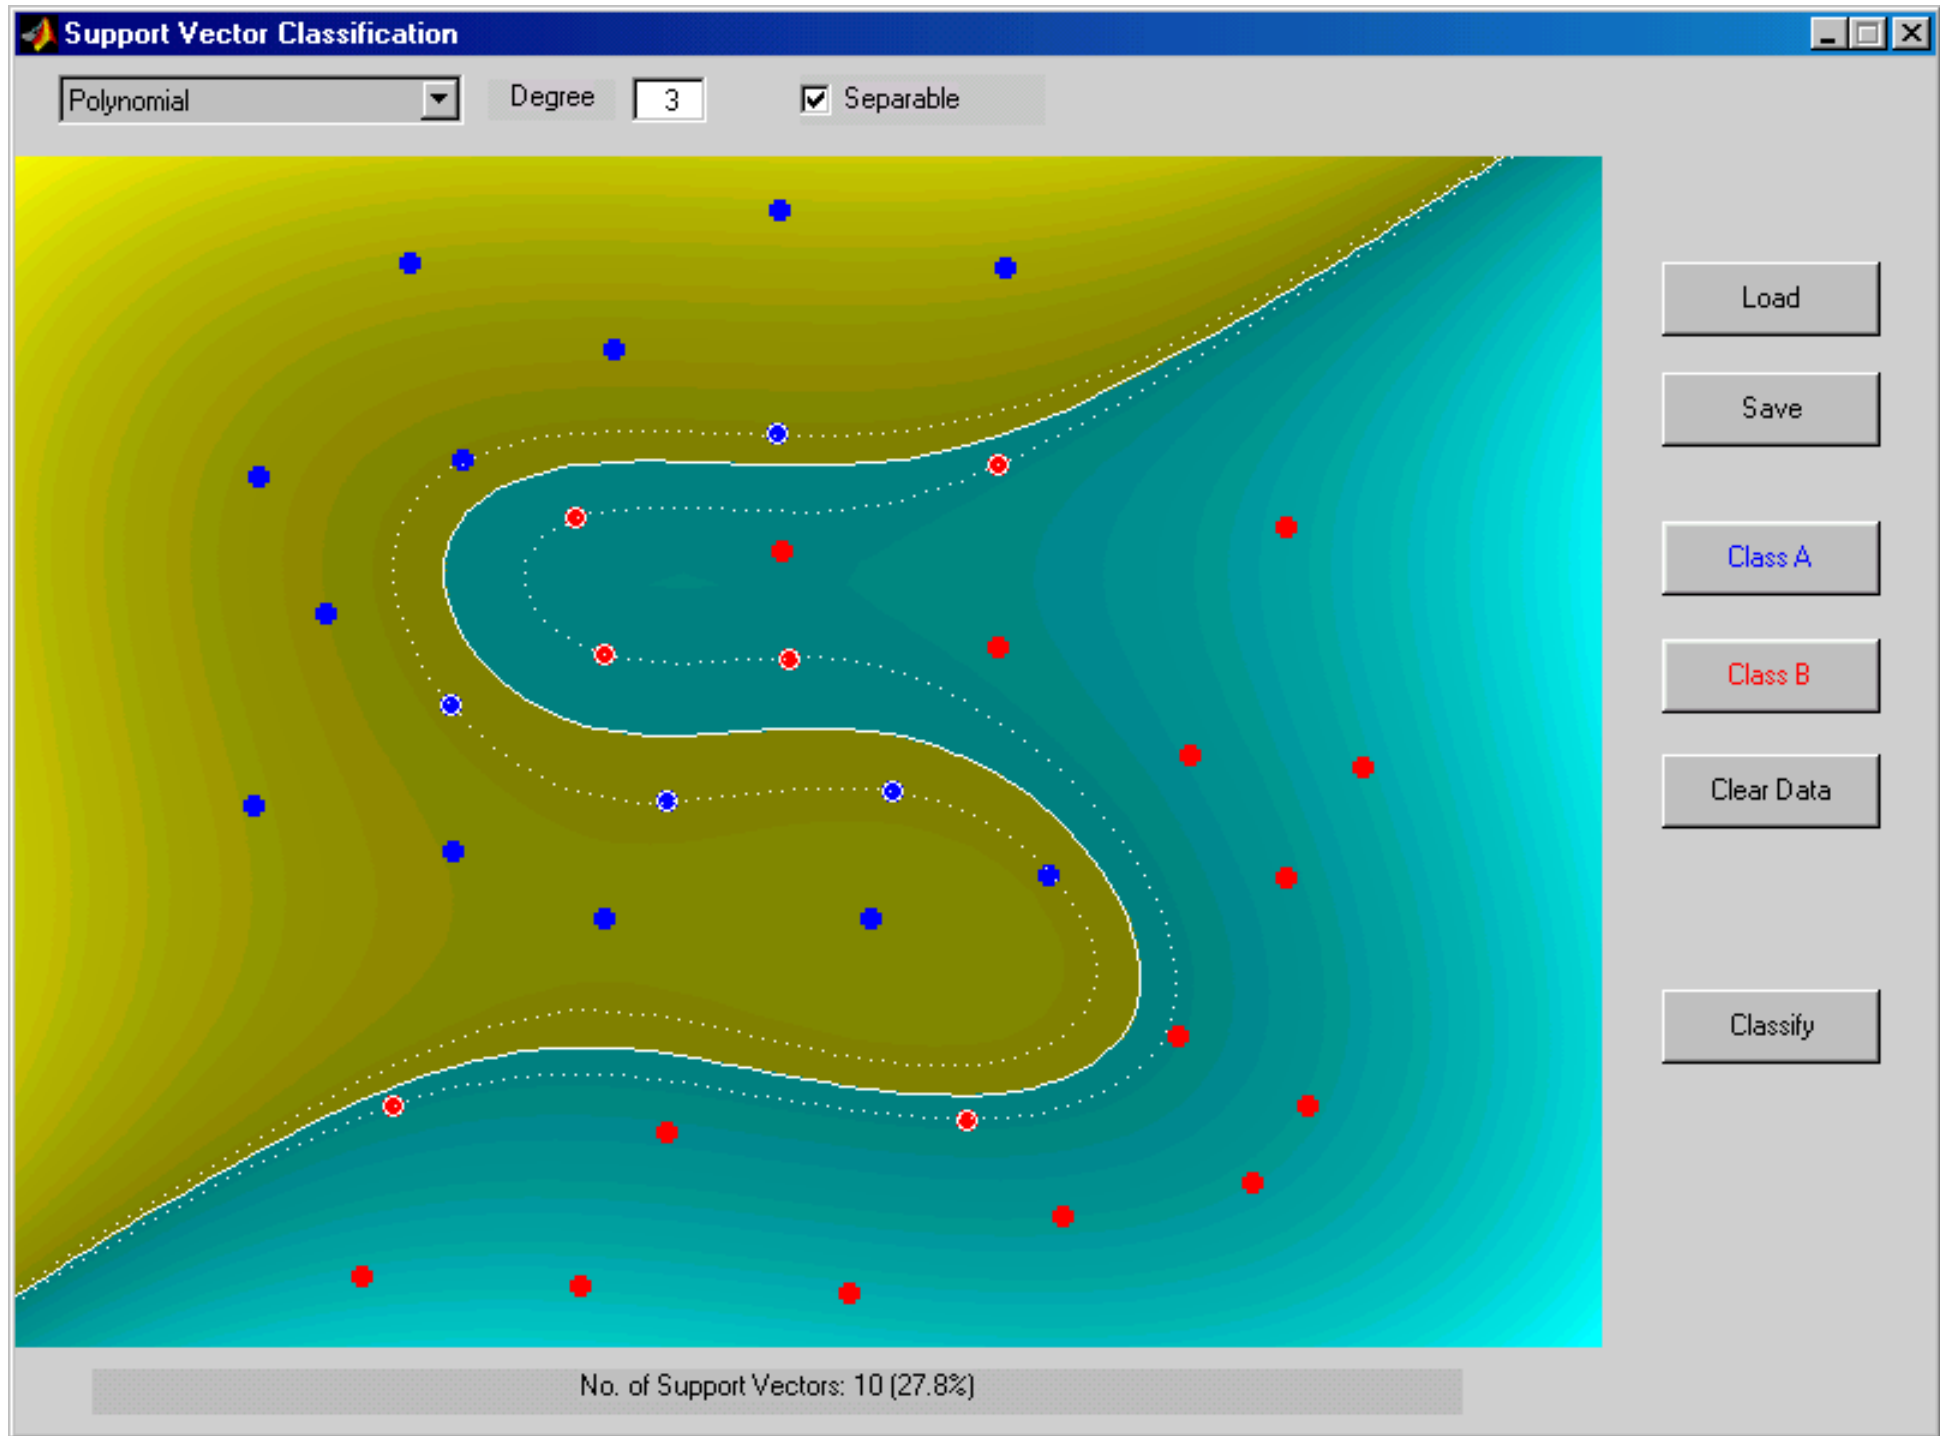 Support Vector Classification
Polynomial
Degree
3
Separable
Load
Save
Class A
Class B
Clear Data
Classify
No. of Support Vectors: 10 (27.8%)